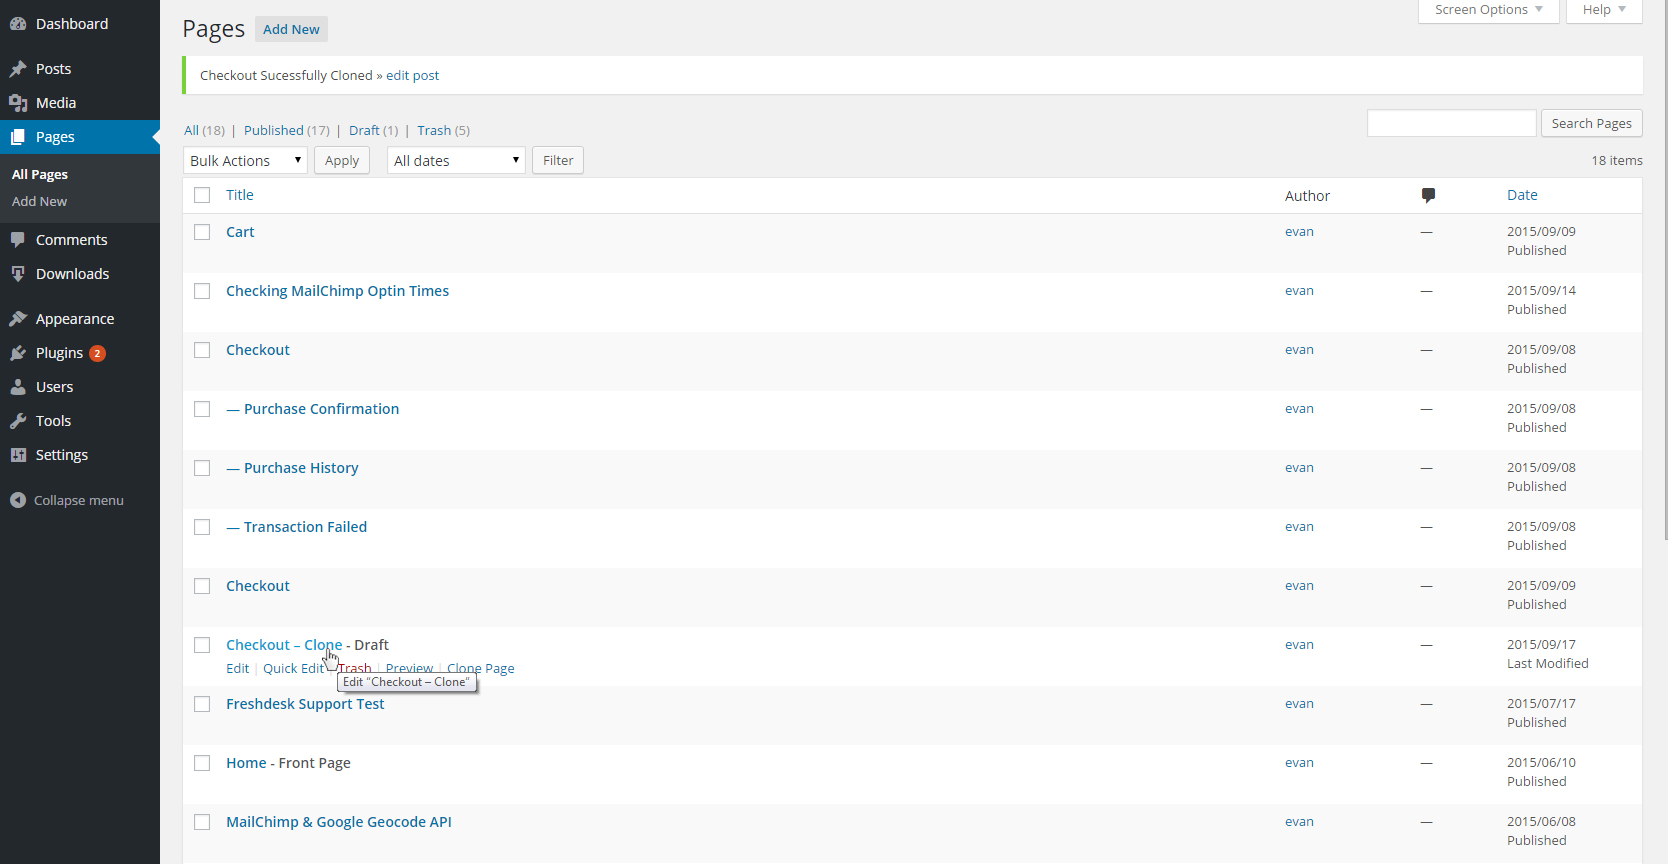 Dashboard
Posts
Media
Pages
All Pages
Add New
Comments
Downloads
Appearance
Plugins 2
Users
Tools
Settings
Collapse menu
Screen Options Help
Pages Add New
Checkout Sucessfully Cloned » edit post
All (18) | Published (17) | Draft (1) | Trash (5)
Search Pages
Bulk Actions Apply All dates Filter
18 items
Title Author Date
Cart evan — 2015/09/09
Published
Checking MailChimp Optin Times evan — 2015/09/14
Published
Checkout evan — 2015/09/08
Published
— Purchase Confirmation evan — 2015/09/08
Published
— Purchase History evan — 2015/09/08
Published
— Transaction Failed evan — 2015/09/08
Published
Checkout evan — 2015/09/09
Published
Checkout – Clone - Draft evan — 2015/09/17
Last Modified
Edit | Quick Edit | Trash | Preview | Clone Page
Edit “Checkout – Clone”
Freshdesk Support Test evan — 2015/07/17
Published
Home - Front Page evan — 2015/06/10
Published
MailChimp & Google Geocode API evan — 2015/06/08
Published